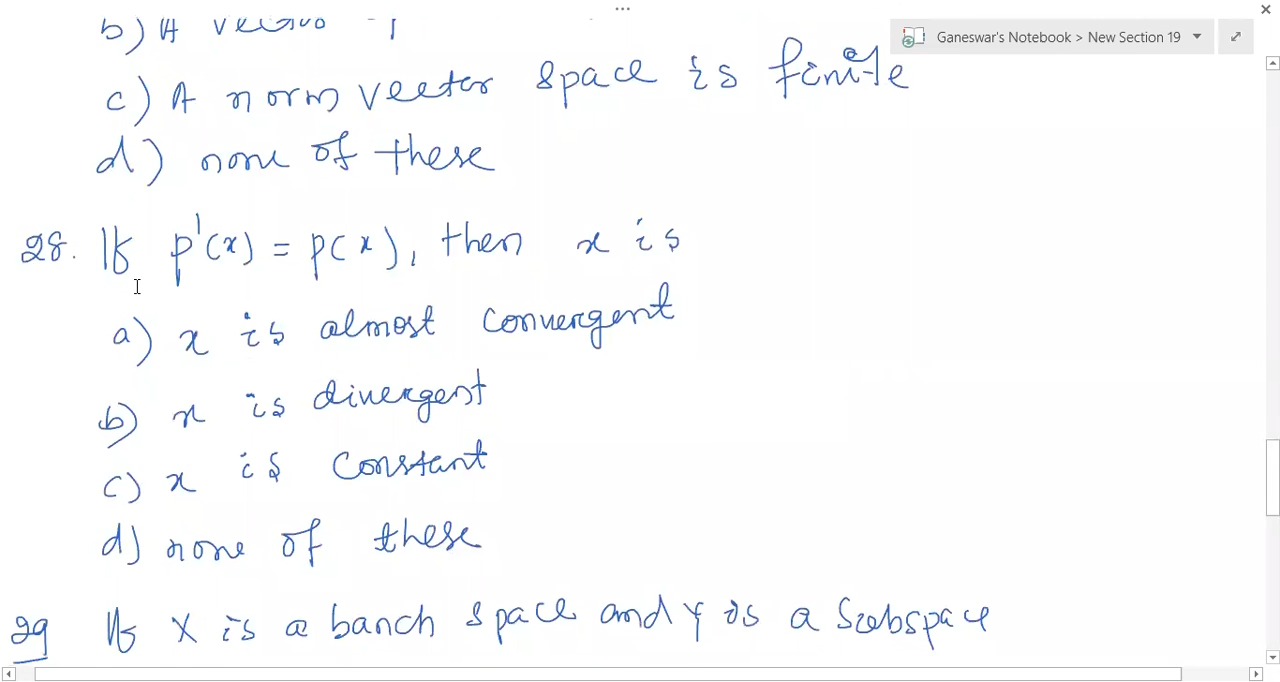 Ganeswar's Notebook > New Section 19
b) A
c) A norm vector space is finite
d) none of these
28. If p'(x) = p(x), then x is
a) x is almost convergent
b) x is divergent
c) x is constant
d) none of these
29 If X is a banch space and Y is a Subspace